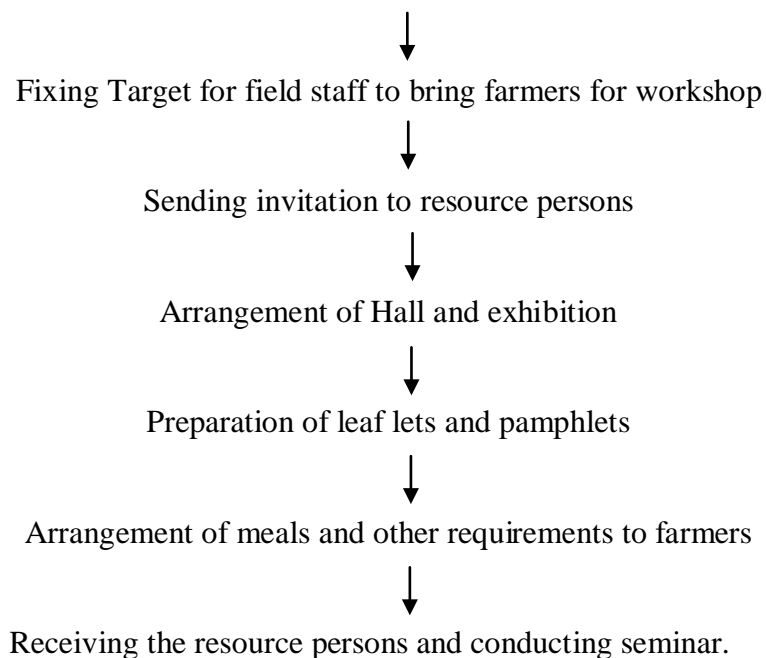 Fixing Target for field staff to bring farmers for workshop
Sending invitation to resource persons
Arrangement of Hall and exhibition
Preparation of leaf lets and pamphlets
Arrangement of meals and other requirements to farmers
Receiving the resource persons and conducting seminar.